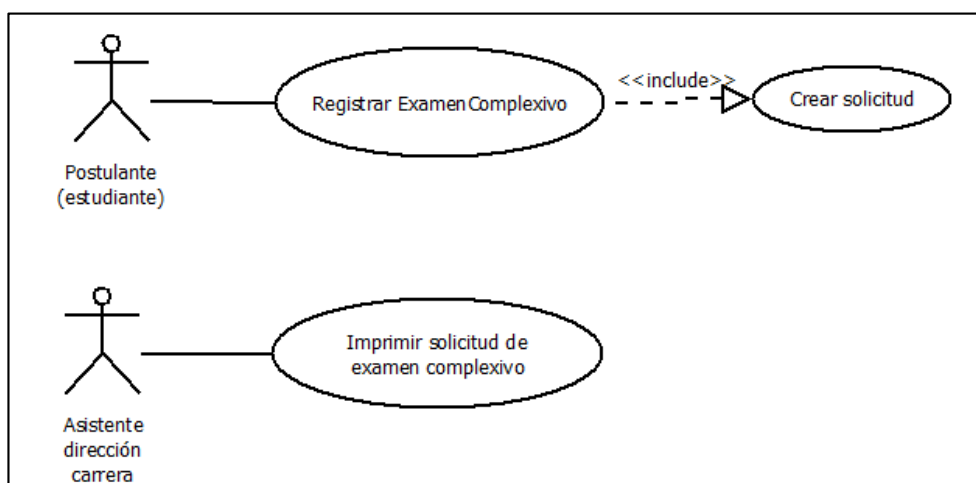 Registrar ExamenComplexivo
<<include>>
Crear solicitud
Postulante
(estudiante)
Imprimir solicitud de
examen complexivo
Asistente
dirección
carrera